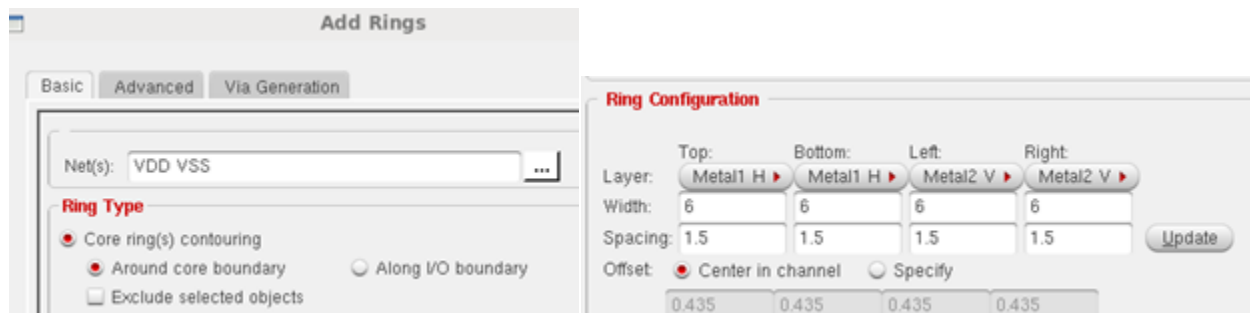 Add Rings
Basic Advanced Via Generation
Net(s): VDD VSS ...
Ring Type
Core ring(s) contouring
Around core boundary Along I/O boundary
Exclude selected objects
Ring Configuration
Top: Bottom: Left: Right:
Layer: Metal1 H Metal1 H Metal2 V Metal2 V
Width: 6 6 6 6
Spacing: 1.5 1.5 1.5 1.5 Update
Offset: Center in channel Specify
0.435 0.435 0.435 0.435